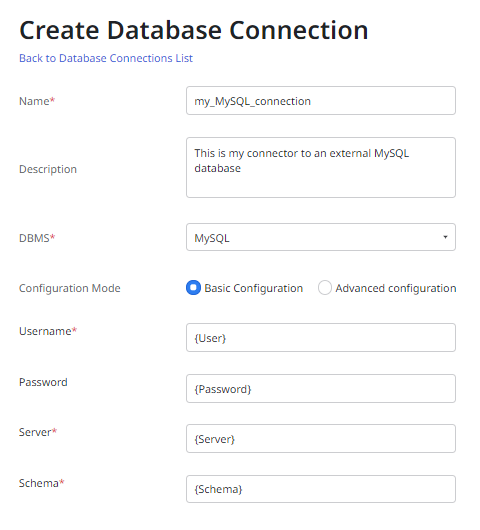 Create Database Connection
Back to Database Connections List
Name* my_MySQL_connection
Description This is my connector to an external MySQL
database
DBMS* MySQL
Configuration Mode Basic Configuration Advanced configuration
Username* {User}
Password {Password}
Server* {Server}
Schema* {Schema}